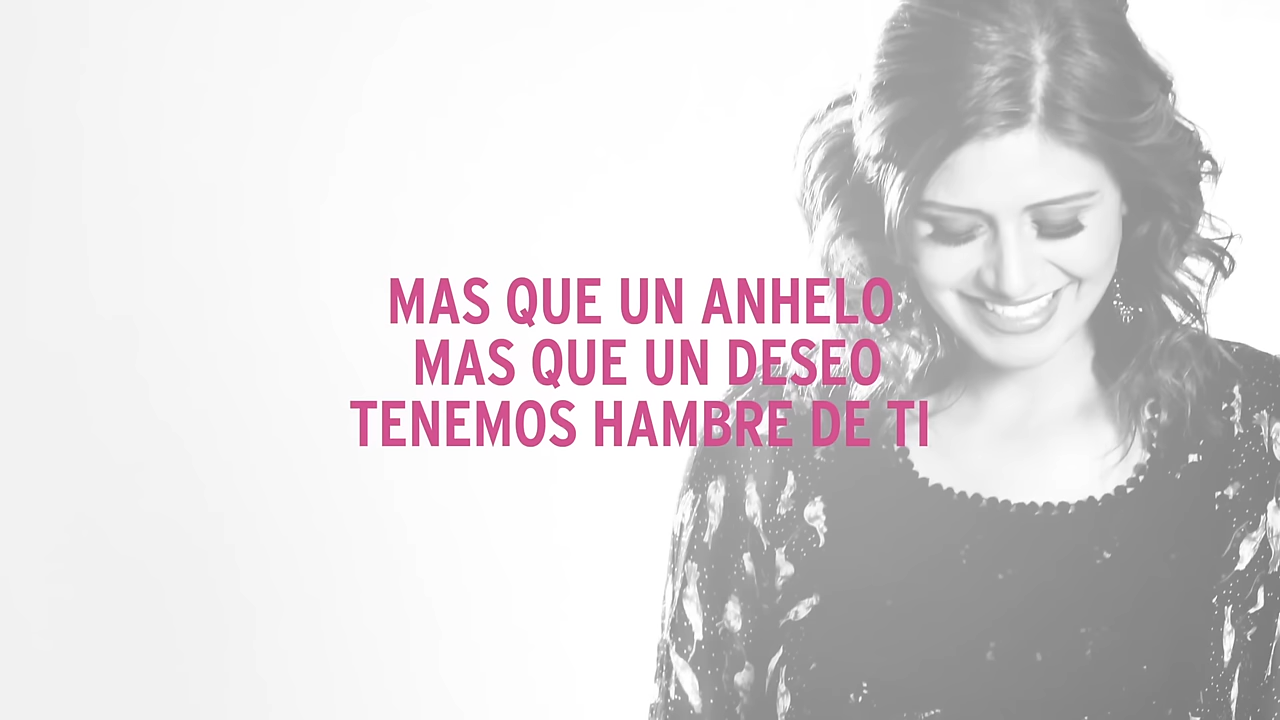 MAS QUE UN ANHELO
MAS QUE UN DESEO
TENEMOS HAMBRE DE TI